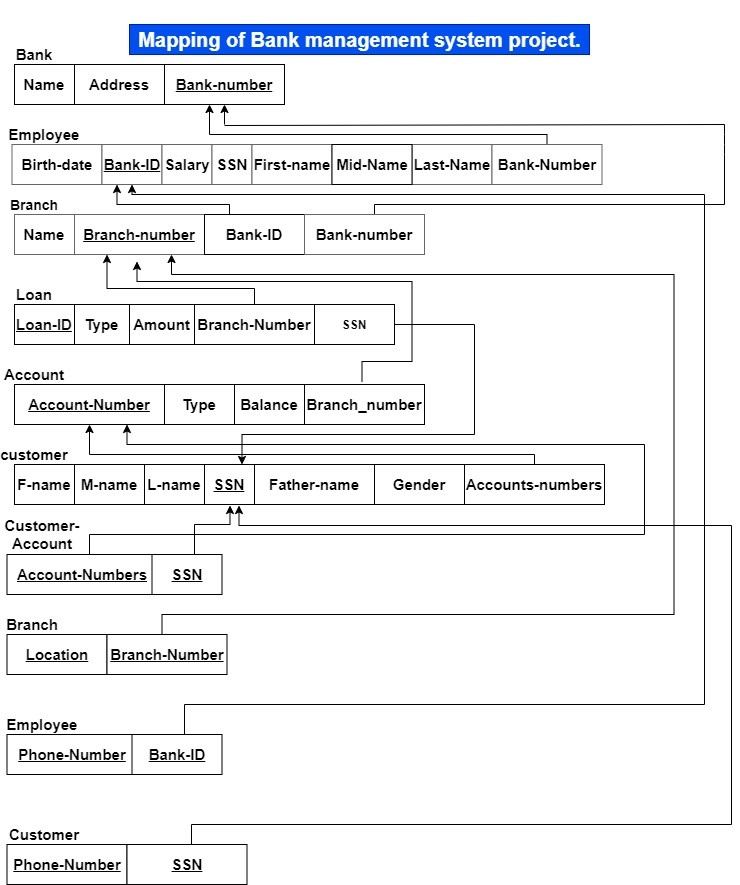 Mapping of Bank management system project.
Bank
Name Address Bank-number
Employee
Birth-date Bank-ID Salary SSN First-name Mid-Name Last-Name Bank-Number
Branch
Name Branch-number Bank-ID Bank-number
Loan
Loan-ID Type Amount Branch-Number SSN
Account
Account-Number Type Balance Branch_number
customer
F-name M-name L-name SSN Father-name Gender Accounts-numbers
Customer-
Account
Account-Numbers SSN
Branch
Location Branch-Number
Employee
Phone-Number Bank-ID
Customer
Phone-Number SSN